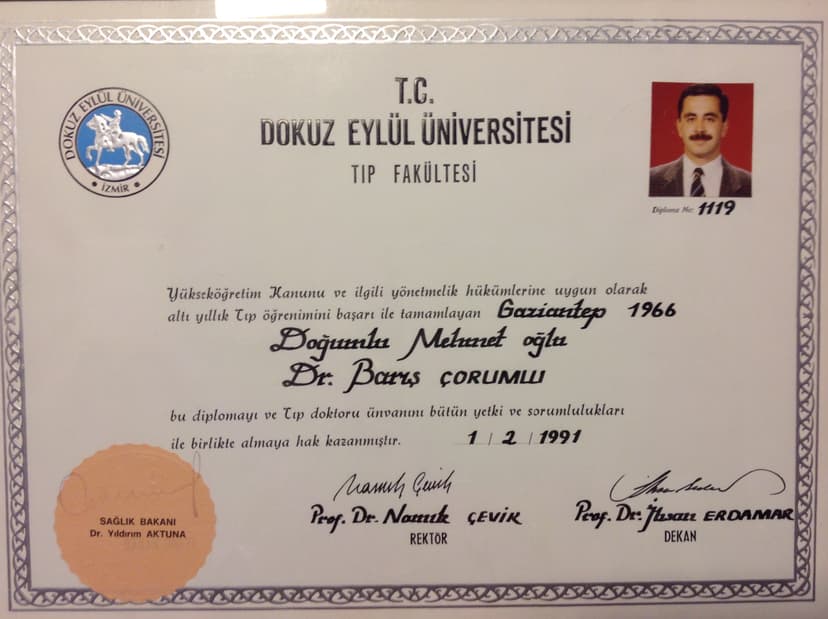 T.C.
DOKUZ EYLÜL ÜNİVERSİTESİ
TIP FAKÜLTESİ
DOKUZ EYLÜL ÜNİVERSİTESİ
• İZMİR •
Diploma No: 1119
Yükseköğretim Kanunu ve ilgili yönetmelik hükümlerine uygun olarak
altı yıllık Tıp öğrenimini başarı ile tamamlayan Gaziantep 1966
Doğumlu Mehmet oğlu
Dr. Barış ÇORUMLU
bu diplomayı ve Tıp doktoru ünvanını bütün yetki ve sorumlulukları
ile birlikte almaya hak kazanmıştır. 1 / 2 / 1991
Namık Çevik
Prof. Dr. Namık ÇEVİK
REKTÖR
Prof. Dr. İhsan ERDAMAR
DEKAN
SAĞLIK BAKANI
Dr. Yıldırım AKTUNA